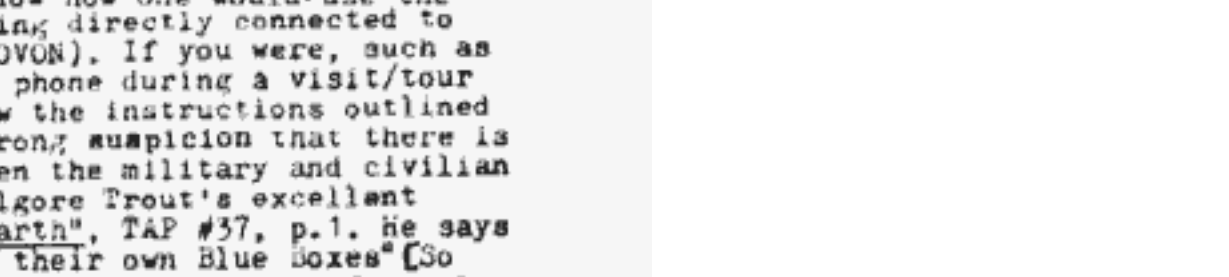 ing directly connected to
OVON). If you were, such as
phone during a visit/tour
w the instructions outlined
rong suspicion that there is
en the military and civilian
lgore Trout's excellent
arth", TAP #37, p.1. He says
their own Blue Boxes" [So